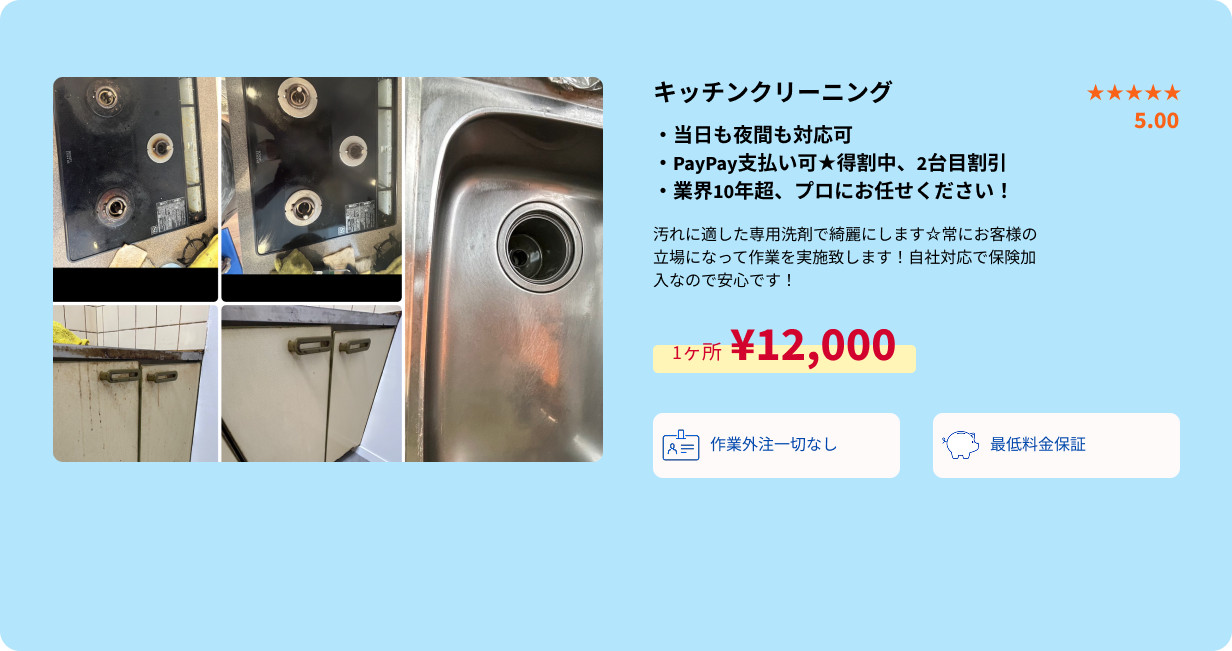 キッチンクリーニング
★★★★★
5.00
・当日も夜間も対応可
・PayPay支払い可★得割中、2台目割引
・業界10年超、プロにお任せください！
汚れに適した専用洗剤で綺麗にします☆常にお客様の
立場になって作業を実施致します！自社対応で保険加
入なので安心です！
1ヶ所 ¥12,000
作業外注一切なし
最低料金保証